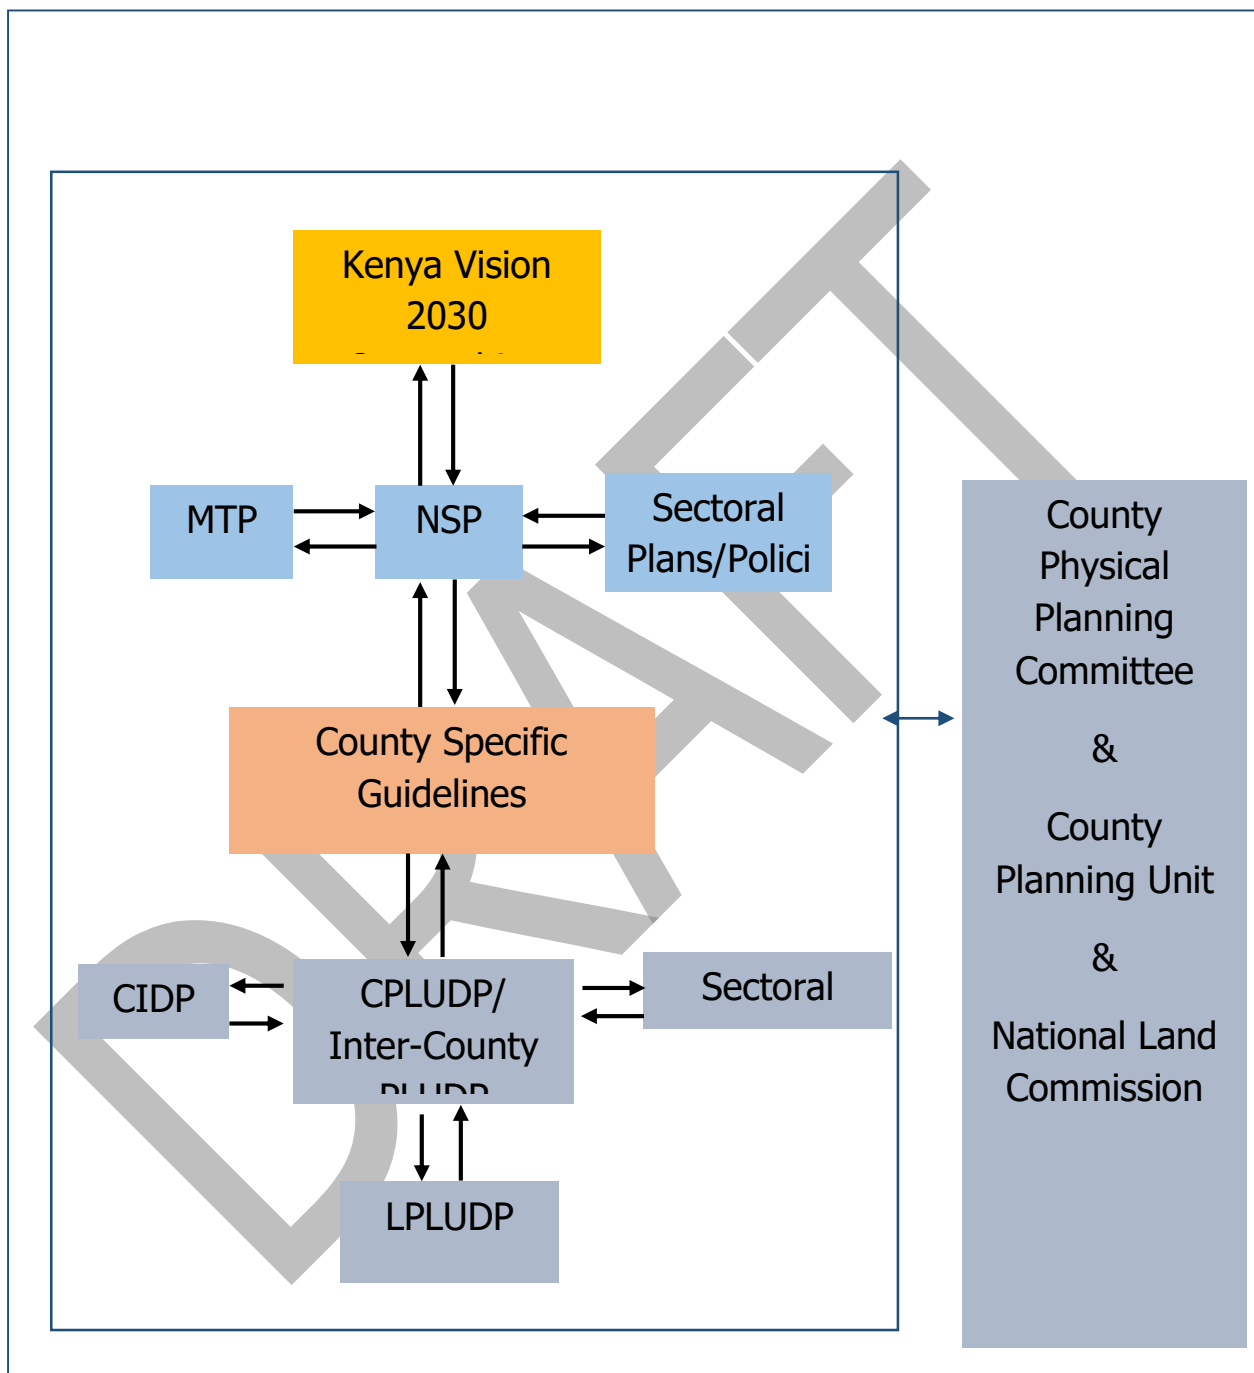 Kenya Vision
2030
MTP
NSP
Sectoral
Plans/Polici
County Specific
Guidelines
CIDP
CPLUDP/
Inter-County
PLUDP
Sectoral
LPLUDP
County
Physical
Planning
Committee
&
County
Planning Unit
&
National Land
Commission
DRAFT